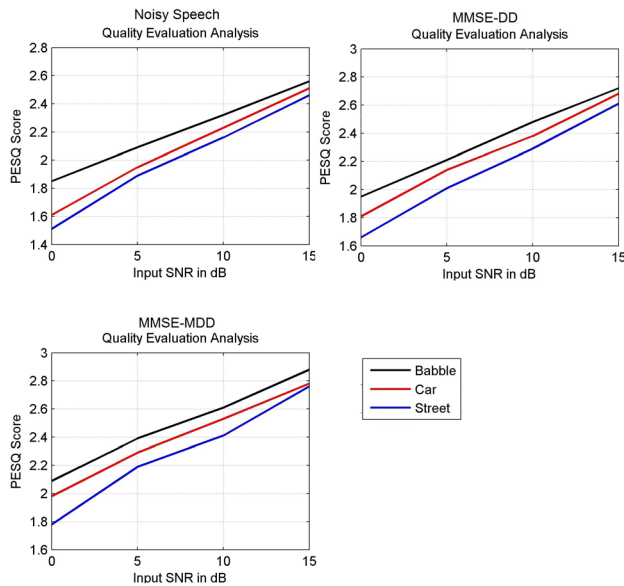 Noisy Speech
Quality Evaluation Analysis
2.8
2.6
2.4
2.2
2
1.8
1.6
1.4
PESQ Score
0 5 10 15
Input SNR in dB
MMSE-DD
Quality Evaluation Analysis
3
2.8
2.6
2.4
2.2
2
1.8
1.6
PESQ Score
0 5 10 15
Input SNR in dB
MMSE-MDD
Quality Evaluation Analysis
3
2.8
2.6
2.4
2.2
2
1.8
1.6
PESQ Score
0 5 10 15
Input SNR in dB
Babble
Car
Street